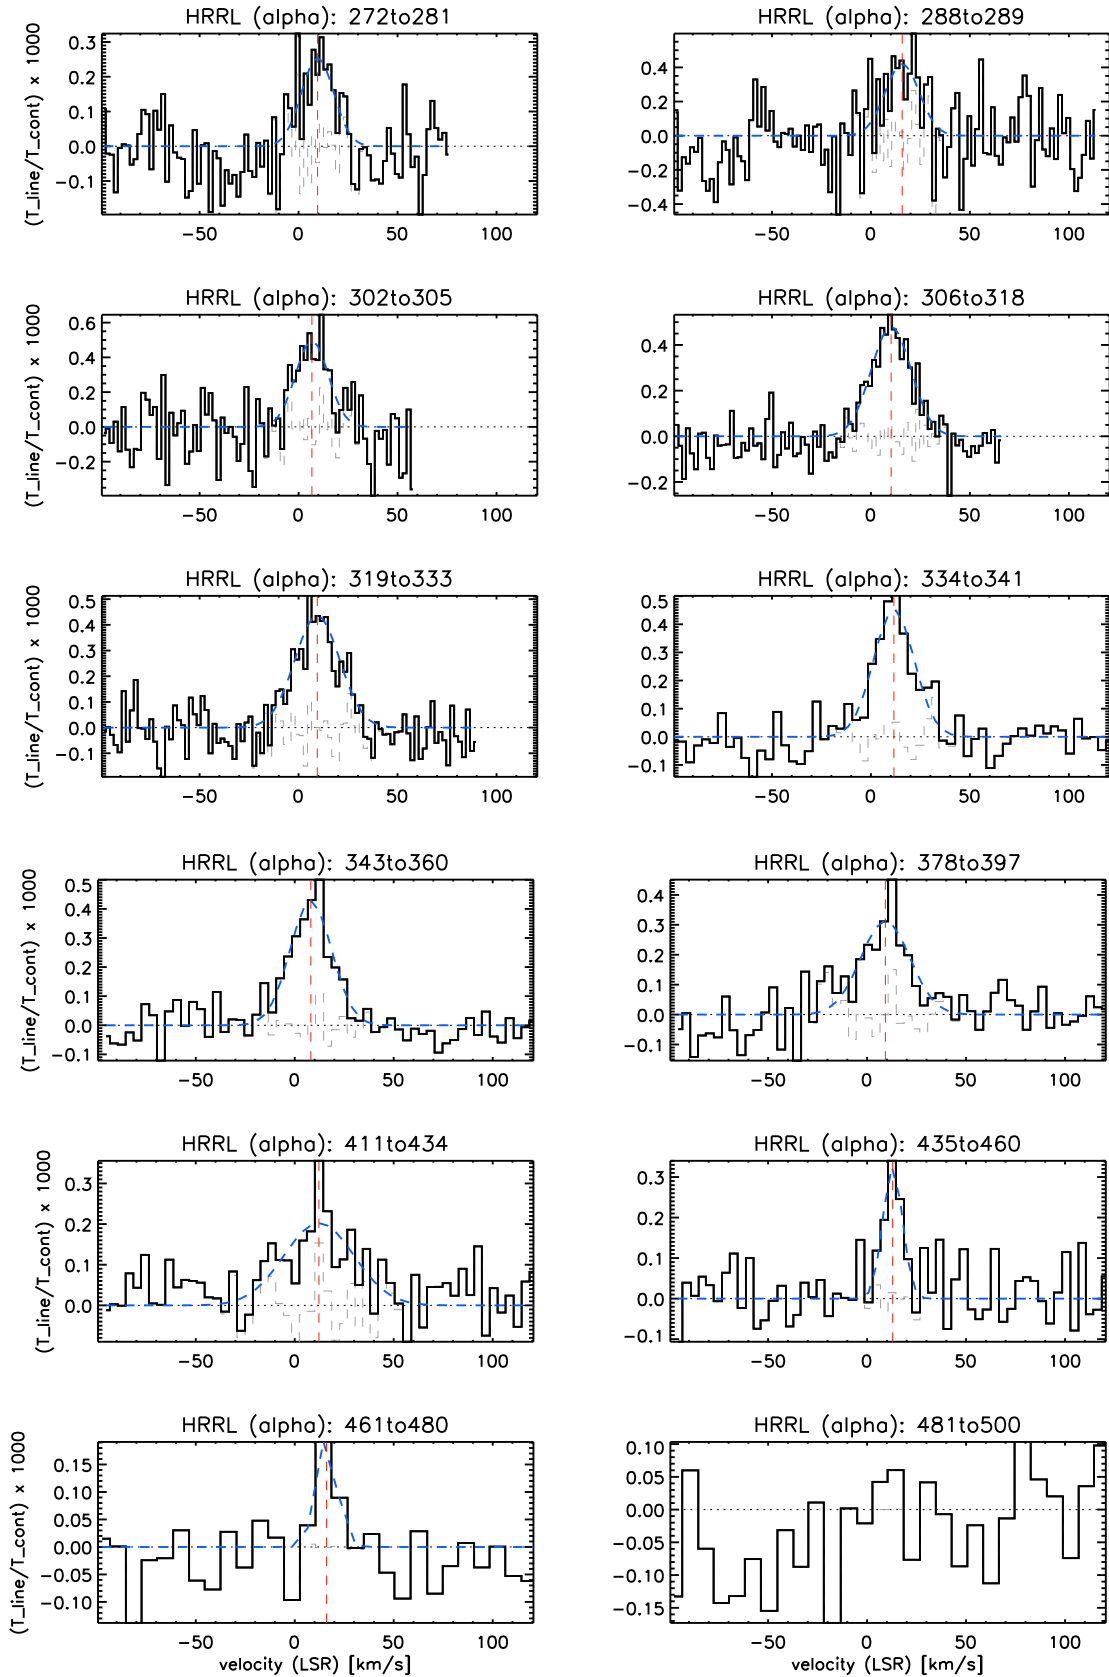 HRRL (alpha): 272to281
HRRL (alpha): 288to289
(T_line/T_cont) x 1000
0.3
0.2
0.1
0.0
−0.1
0.4
0.2
0.0
−0.2
−0.4
−50 0 50 100
−50 0 50 100
HRRL (alpha): 302to305
HRRL (alpha): 306to318
(T_line/T_cont) x 1000
0.6
0.4
0.2
0.0
−0.2
0.4
0.2
0.0
−0.2
−50 0 50 100
−50 0 50 100
HRRL (alpha): 319to333
HRRL (alpha): 334to341
(T_line/T_cont) x 1000
0.5
0.4
0.3
0.2
0.1
0.0
−0.1
0.5
0.4
0.3
0.2
0.1
0.0
−0.1
−50 0 50 100
−50 0 50 100
HRRL (alpha): 343to360
HRRL (alpha): 378to397
(T_line/T_cont) x 1000
0.5
0.4
0.3
0.2
0.1
0.0
−0.1
0.4
0.3
0.2
0.1
0.0
−0.1
−50 0 50 100
−50 0 50 100
HRRL (alpha): 411to434
HRRL (alpha): 435to460
(T_line/T_cont) x 1000
0.3
0.2
0.1
0.0
0.3
0.2
0.1
0.0
−0.1
−50 0 50 100
−50 0 50 100
HRRL (alpha): 461to480
HRRL (alpha): 481to500
(T_line/T_cont) x 1000
0.15
0.10
0.05
0.00
−0.05
−0.10
0.10
0.05
0.00
−0.05
−0.10
−0.15
−50 0 50 100
−50 0 50 100
velocity (LSR) [km/s]
velocity (LSR) [km/s]